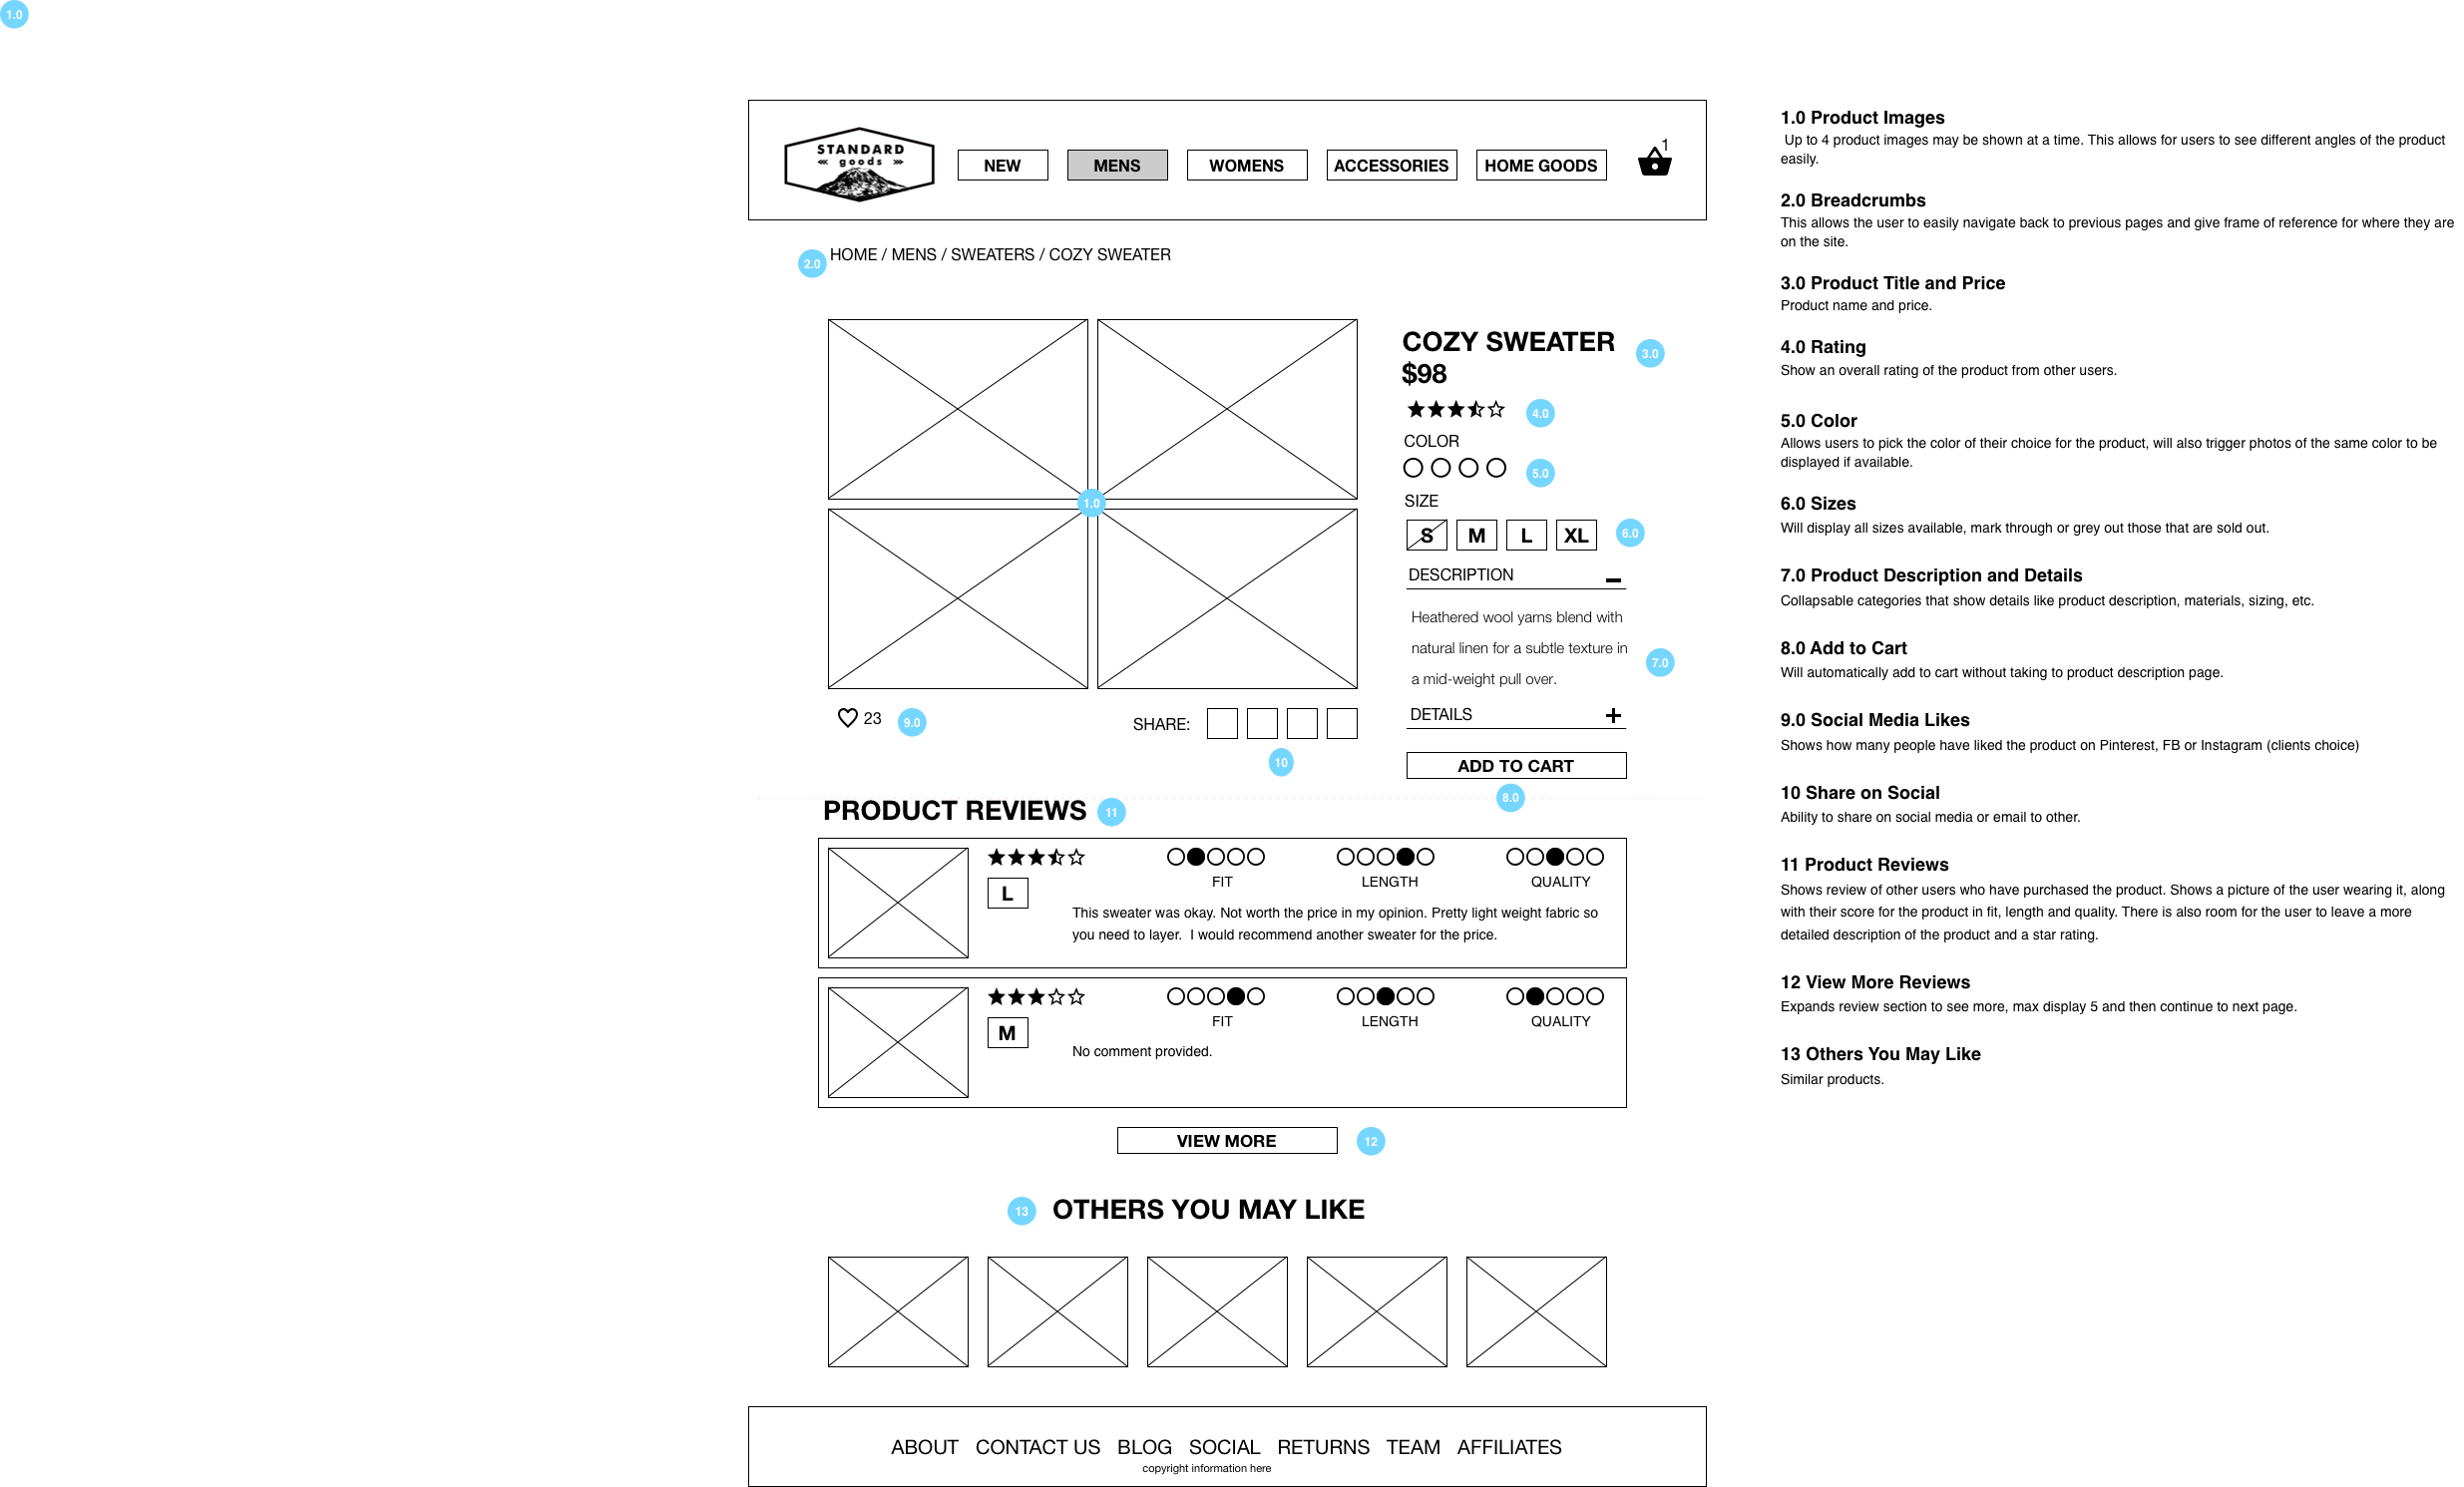 1.0
STANDARD
goods
NEW
MENS
WOMENS
ACCESSORIES
HOME GOODS
1
2.0
HOME / MENS / SWEATERS / COZY SWEATER
1.0
COZY SWEATER
3.0
$98
4.0
COLOR
5.0
SIZE
S
M
L
XL
6.0
DESCRIPTION
Heathered wool yarns blend with
natural linen for a subtle texture in
a mid-weight pull over.
7.0
DETAILS
ADD TO CART
8.0
23
9.0
SHARE:
10
PRODUCT REVIEWS
11
L
FIT
LENGTH
QUALITY
This sweater was okay. Not worth the price in my opinion. Pretty light weight fabric so
you need to layer.  I would recommend another sweater for the price.
M
FIT
LENGTH
QUALITY
No comment provided.
VIEW MORE
12
13
OTHERS YOU MAY LIKE
ABOUT CONTACT US BLOG SOCIAL RETURNS TEAM AFFILIATES
copyright information here
1.0 Product Images
Up to 4 product images may be shown at a time. This allows for users to see different angles of the product
easily.
2.0 Breadcrumbs
This allows the user to easily navigate back to previous pages and give frame of reference for where they are
on the site.
3.0 Product Title and Price
Product name and price.
4.0 Rating
Show an overall rating of the product from other users.
5.0 Color
Allows users to pick the color of their choice for the product, will also trigger photos of the same color to be
displayed if available.
6.0 Sizes
Will display all sizes available, mark through or grey out those that are sold out.
7.0 Product Description and Details
Collapsable categories that show details like product description, materials, sizing, etc.
8.0 Add to Cart
Will automatically add to cart without taking to product description page.
9.0 Social Media Likes
Shows how many people have liked the product on Pinterest, FB or Instagram (clients choice)
10 Share on Social
Ability to share on social media or email to other.
11 Product Reviews
Shows review of other users who have purchased the product. Shows a picture of the user wearing it, along
with their score for the product in fit, length and quality. There is also room for the user to leave a more
detailed description of the product and a star rating.
12 View More Reviews
Expands review section to see more, max display 5 and then continue to next page.
13 Others You May Like
Similar products.